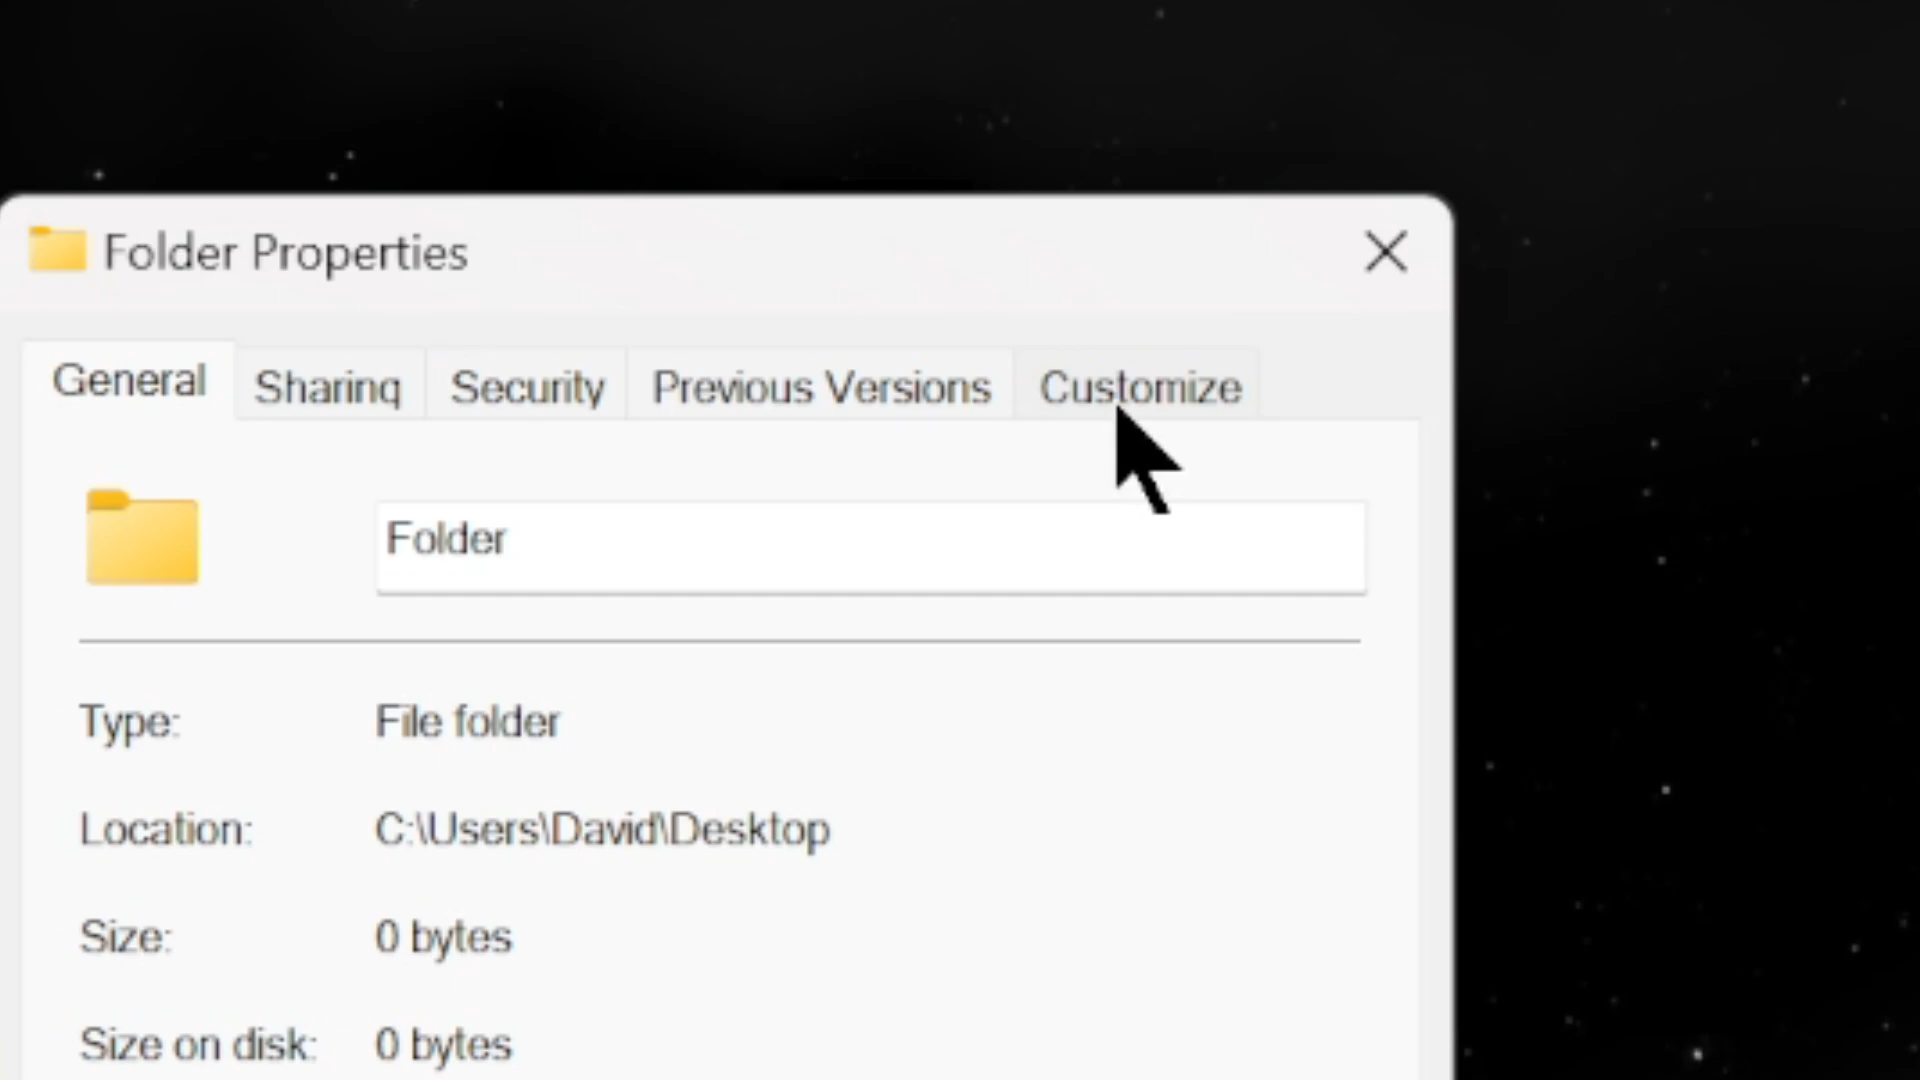 Folder Properties
General Sharing Security Previous Versions Customize
Folder
Type: File folder
Location: C:\Users\David\Desktop
Size: 0 bytes
Size on disk: 0 bytes